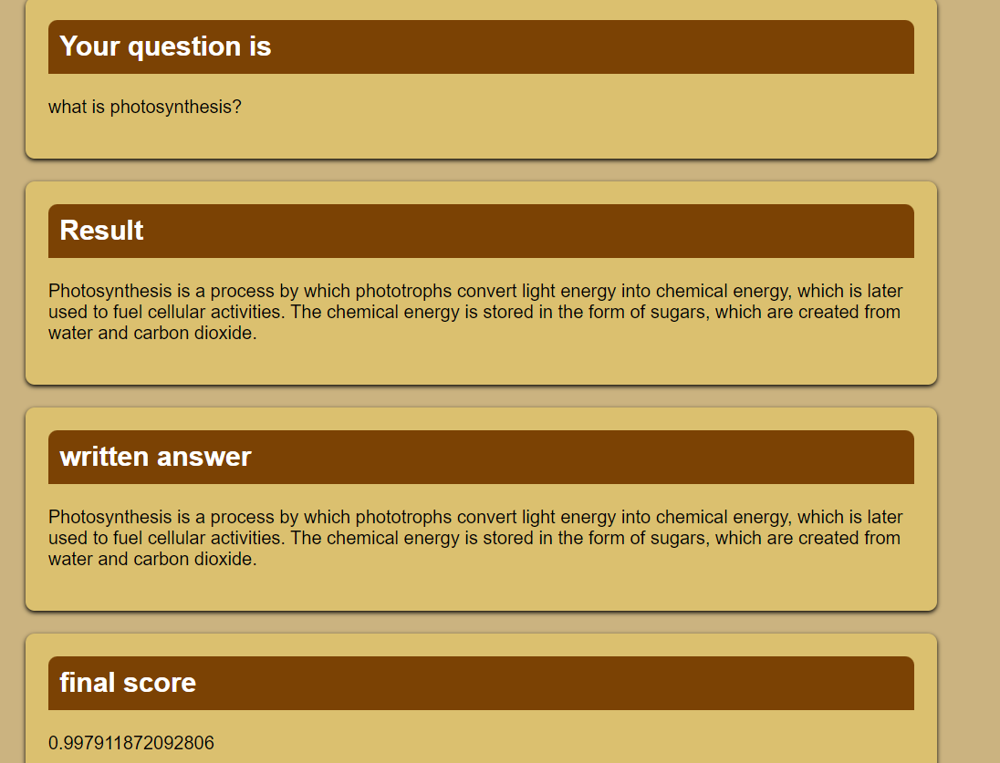 Your question is
what is photosynthesis?
Result
Photosynthesis is a process by which phototrophs convert light energy into chemical energy, which is later
used to fuel cellular activities. The chemical energy is stored in the form of sugars, which are created from
water and carbon dioxide.
written answer
Photosynthesis is a process by which phototrophs convert light energy into chemical energy, which is later
used to fuel cellular activities. The chemical energy is stored in the form of sugars, which are created from
water and carbon dioxide.
final score
0.997911872092806